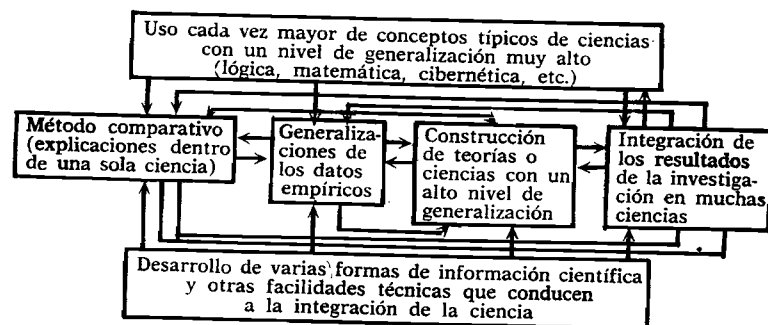 Uso cada vez mayor de conceptos típicos de ciencias
con un nivel de generalización muy alto
(lógica, matemática, cibernética, etc.)
Método comparativo
(explicaciones dentro
de una sola ciencia)
Generaliza-
ciones de
los datos
empíricos
Construcción
de teorías o
ciencias con un
alto nivel de
generalización
Integración de
los resultados
de la investiga-
ción en muchas
ciencias
Desarrollo de varias formas de información científica
y otras facilidades técnicas que conducen
a la integración de la ciencia